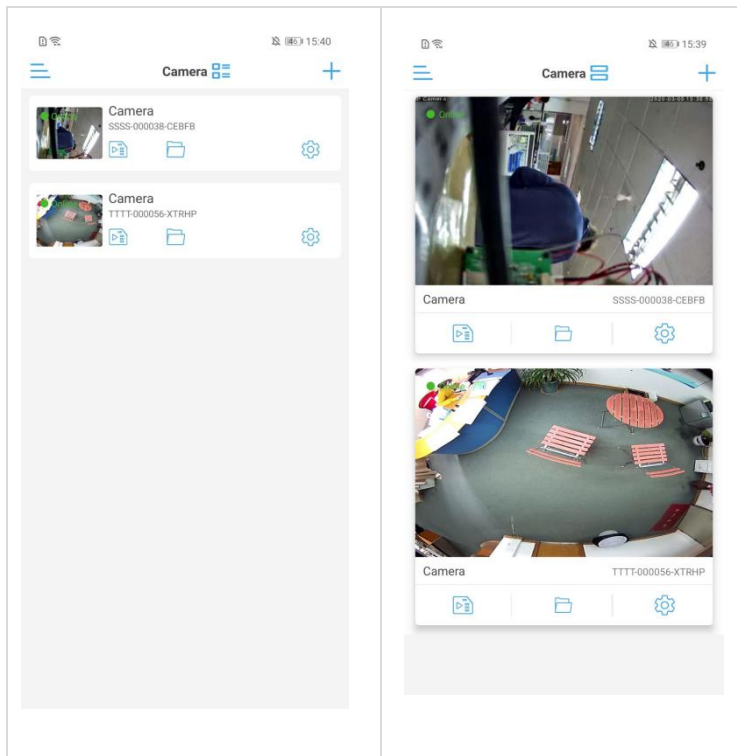 15:40
Camera
Online
Camera
SSSS-000038-CEBFB
Online
Camera
TTTT-000056-XTRHP
15:39
Camera
Online
Camera
SSSS-000038-CEBFB
Camera
TTTT-000056-XTRHP